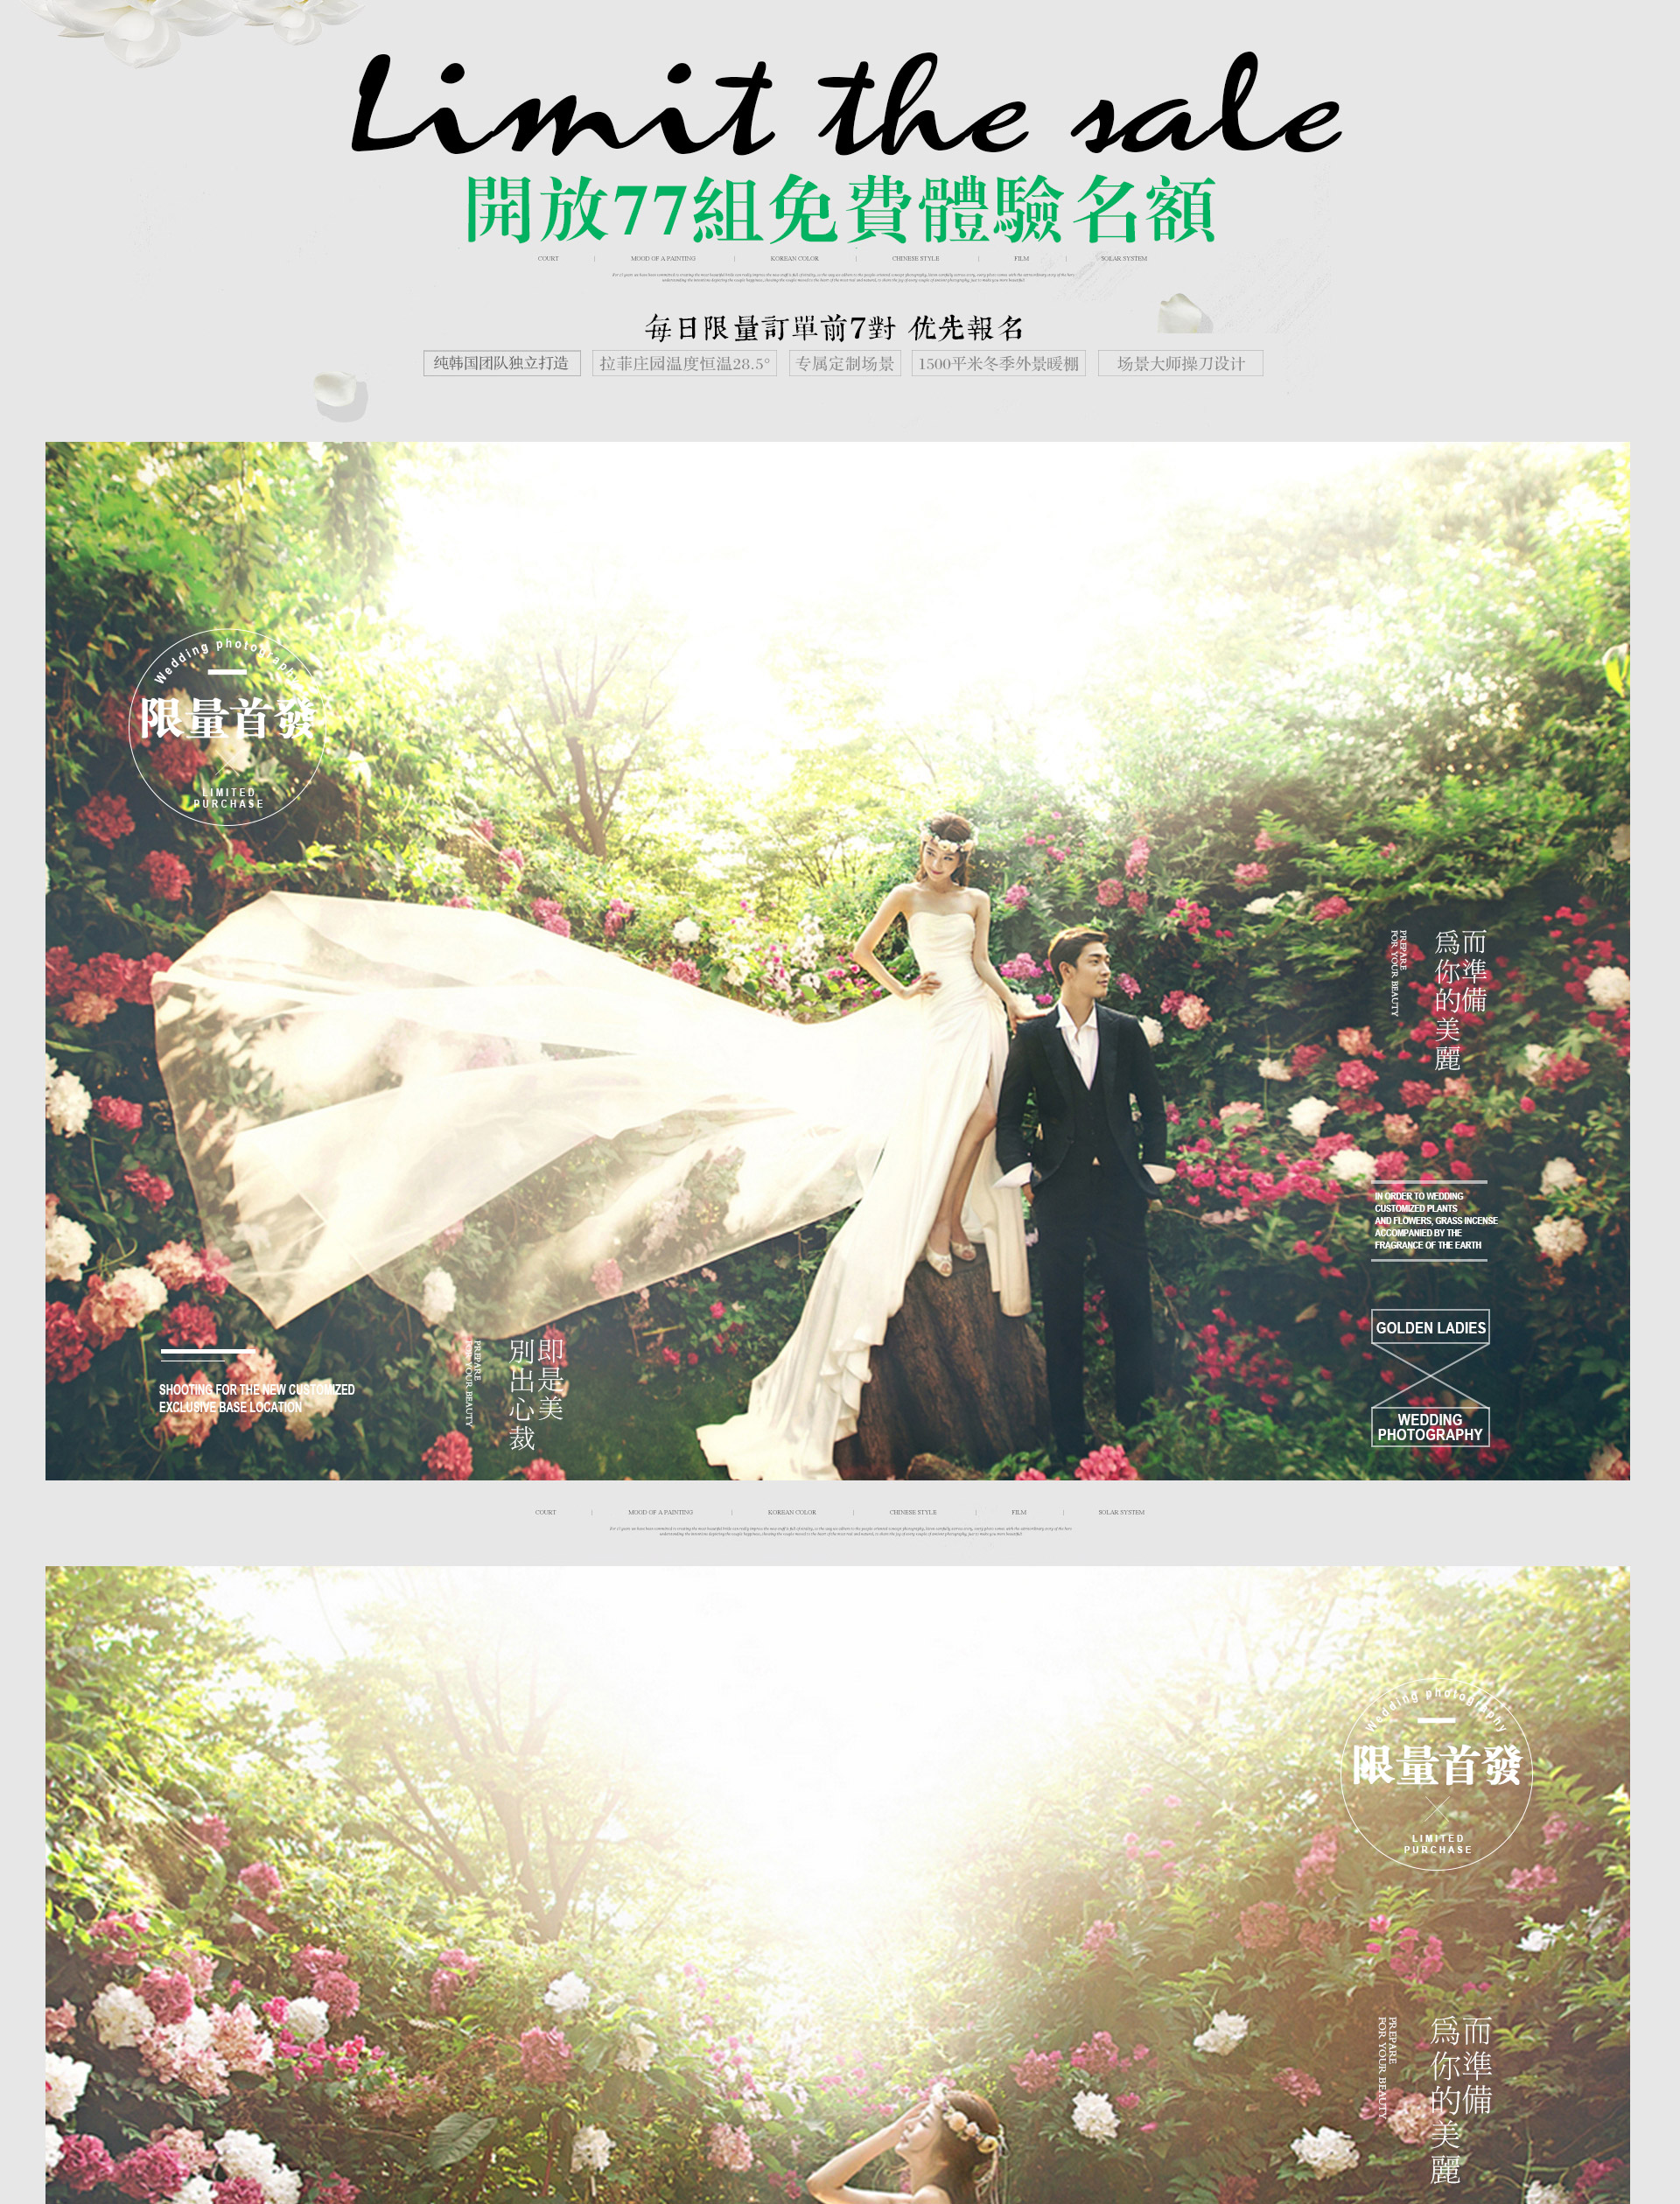 Limit the sale
開放77組免費體驗名額
COURT | MOOD OF A PAINTING | KOREAN COLOR | CHINESE STYLE | FILM | SOLAR SYSTEM
每日限量訂單前7對 优先報名
纯韩国团队独立打造 拉菲庄园温度恒温28.5° 专属定制场景 1500平米冬季外景暖棚 场景大师操刀设计
Wedding photography
限量首發
LIMITED
PURCHASE
而準備
爲你的美麗
PREPARE
FOR YOUR BEAUTY
IN ORDER TO WEDDING
CUSTOMIZED PLANTS
AND FLOWERS, GRASS INCENSE
ACCOMPANIED BY THE
FRAGRANCE OF THE EARTH
GOLDEN LADIES
WEDDING
PHOTOGRAPHY
即是美
別出心裁
PREPARE
FOR YOUR BEAUTY
SHOOTING FOR THE NEW CUSTOMIZED
EXCLUSIVE BASE LOCATION
COURT | MOOD OF A PAINTING | KOREAN COLOR | CHINESE STYLE | FILM | SOLAR SYSTEM
Wedding photography
限量首發
LIMITED
PURCHASE
而準備
爲你的美麗
PREPARE
FOR YOUR BEAUTY